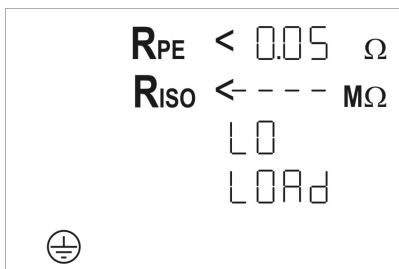 RPE < 0.05 Ω
RISO <---- MΩ
LO
LOAd